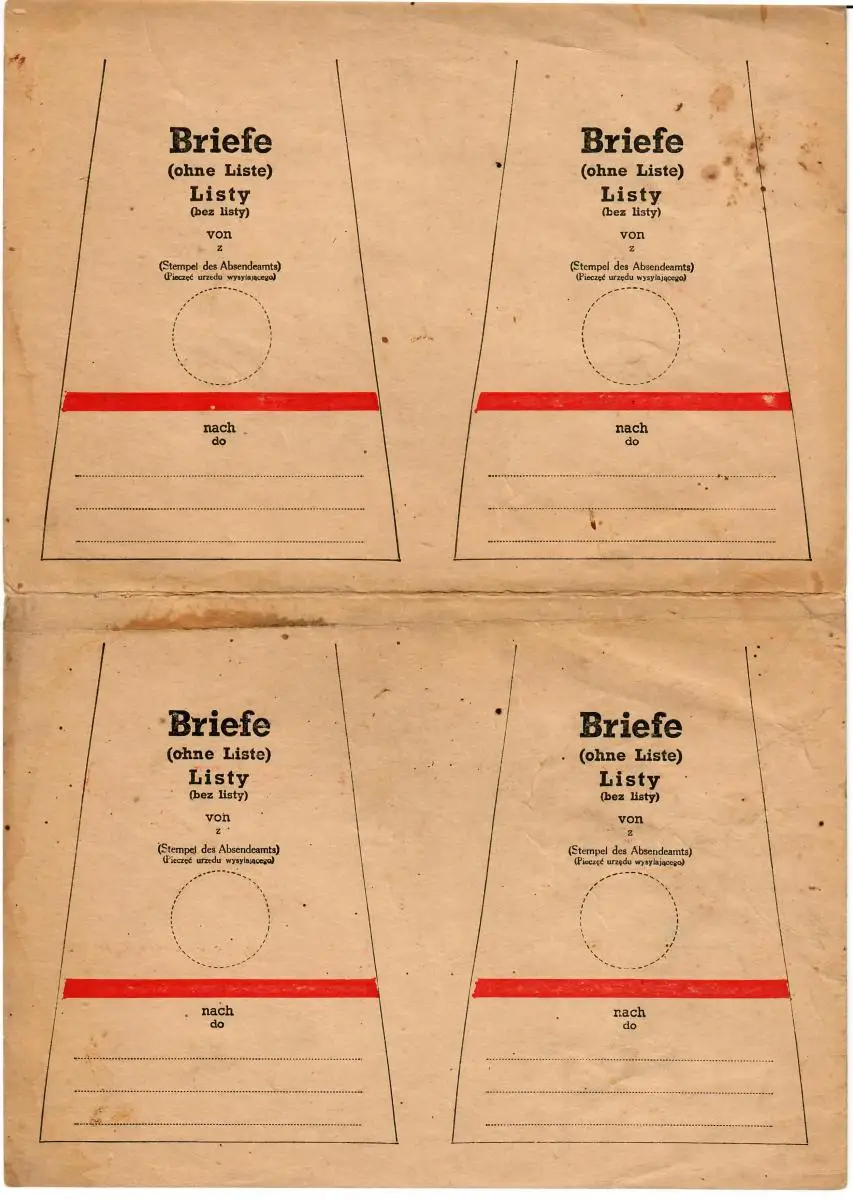 Briefe
(ohne Liste)
Listy
(bez listy)
von
z
(Stempel des Absendeamts)
(Pieczęć urzędu wysyłającego)
nach
do
Briefe
(ohne Liste)
Listy
(bez listy)
von
z
(Stempel des Absendeamts)
(Pieczęć urzędu wysyłającego)
nach
do
Briefe
(ohne Liste)
Listy
(bez listy)
von
z
(Stempel des Absendeamts)
(Pieczęć urzędu wysyłającego)
nach
do
Briefe
(ohne Liste)
Listy
(bez listy)
von
z
(Stempel des Absendeamts)
(Pieczęć urzędu wysyłającego)
nach
do